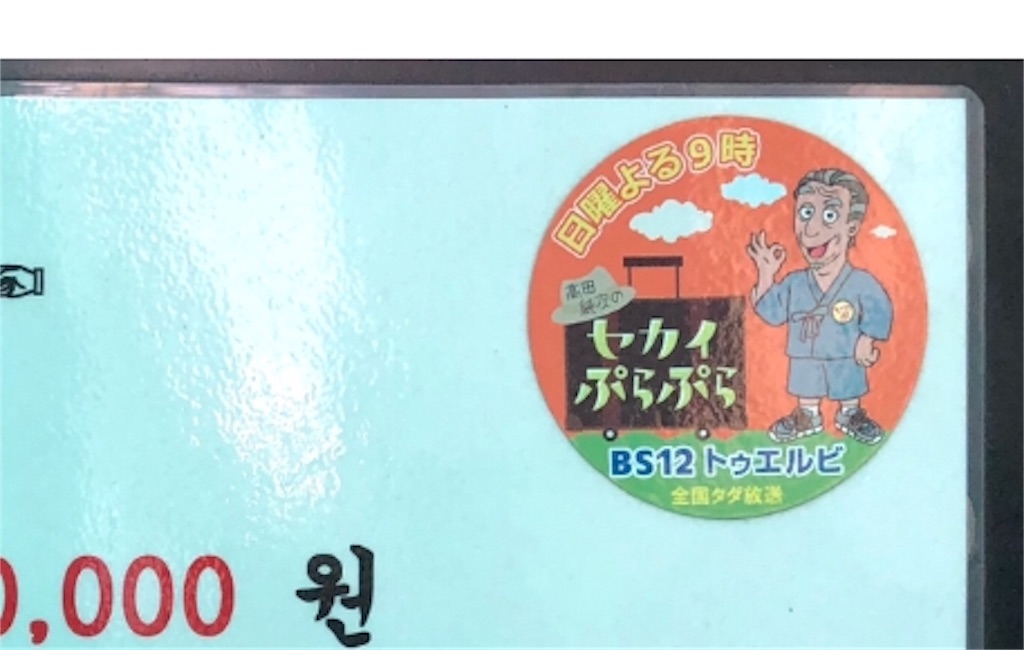 日曜よる9時
高田
純次の
セカイ
ぷらぷら
BS12 トゥエルビ
全国タダ放送
0,000 원